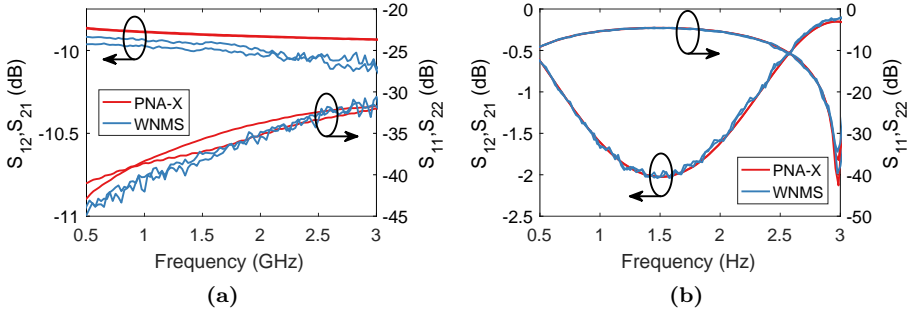 -10
-10.5
-11
S12,S21 (dB)
-20
-25
-30
-35
-40
-45
S11,S22 (dB)
PNA-X
WNMS
0.5 1 1.5 2 2.5 3
Frequency (GHz)
(a)
0
-0.5
-1
-1.5
-2
-2.5
S12,S21 (dB)
0
10
20
30
40
50
S11,S22 (dB)
PNA-X
WNMS
0.5 1 1.5 2 2.5 3
Frequency (Hz)
(b)